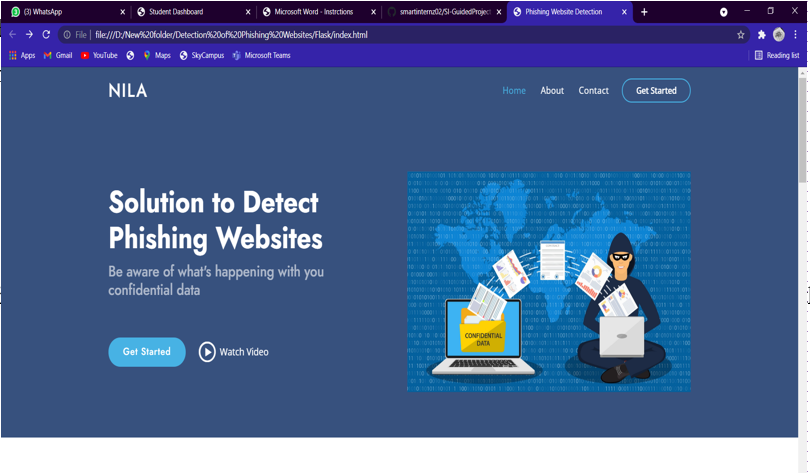 (3) WhatsApp
Student Dashboard
Microsoft Word - Instrctions
smartinternz02/SI-GuidedProject
Phishing Website Detection
File | file:///D:/New%20folder/Detection%20of%20Phishing%20Websites/Flask/index.html
Apps Gmail YouTube Maps SkyCampus Microsoft Teams Reading list
NILA
Home About Contact Get Started
Solution to Detect
Phishing Websites
Be aware of what's happening with you
confidential data
Get Started Watch Video
CONFIDENTIAL
DATA